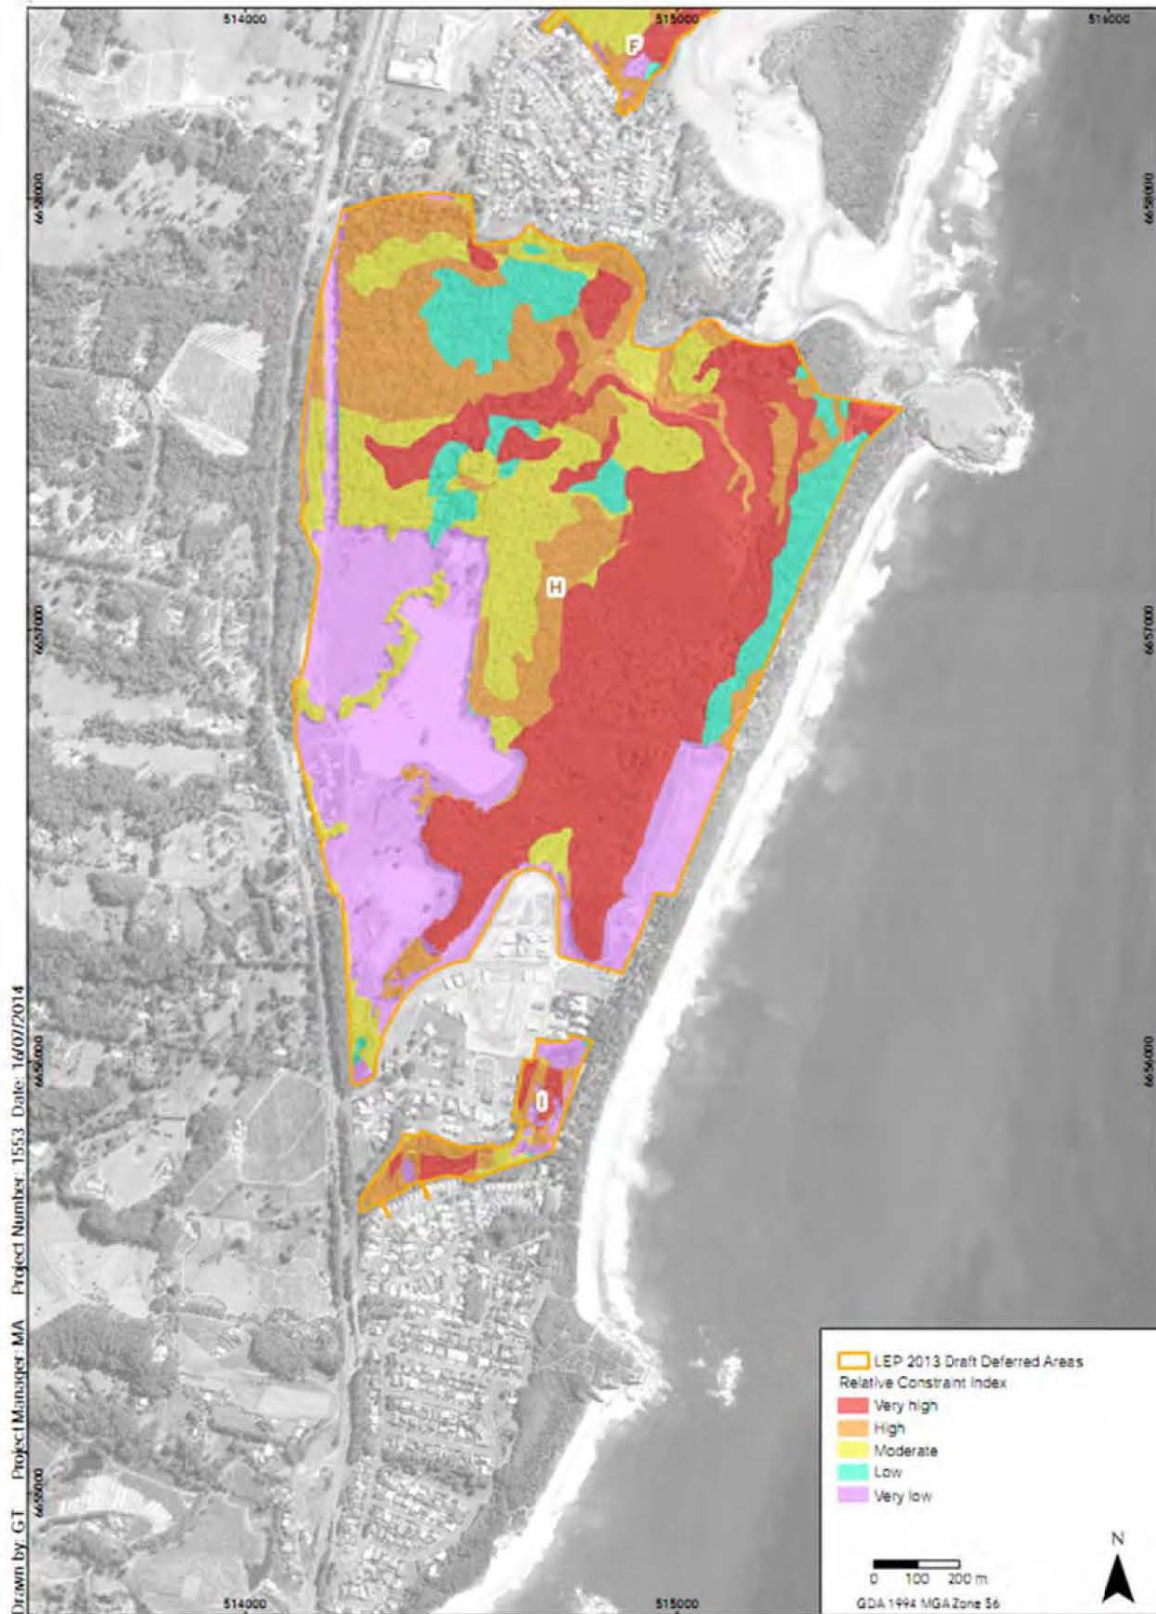 514000
515000
516000
6658000
6658000
F
H
6657000
6657000
6656000
6656000
I
6655000
Drawn by: GT Project Manager: MA Project Number: 1553 Date: 16/07/2014
LEP 2013 Draft Deferred Areas
Relative Constraint Index
Very high
High
Moderate
Low
Very low
N
0 100 200 m
GDA 1994 MGA Zone 56
514000
515000